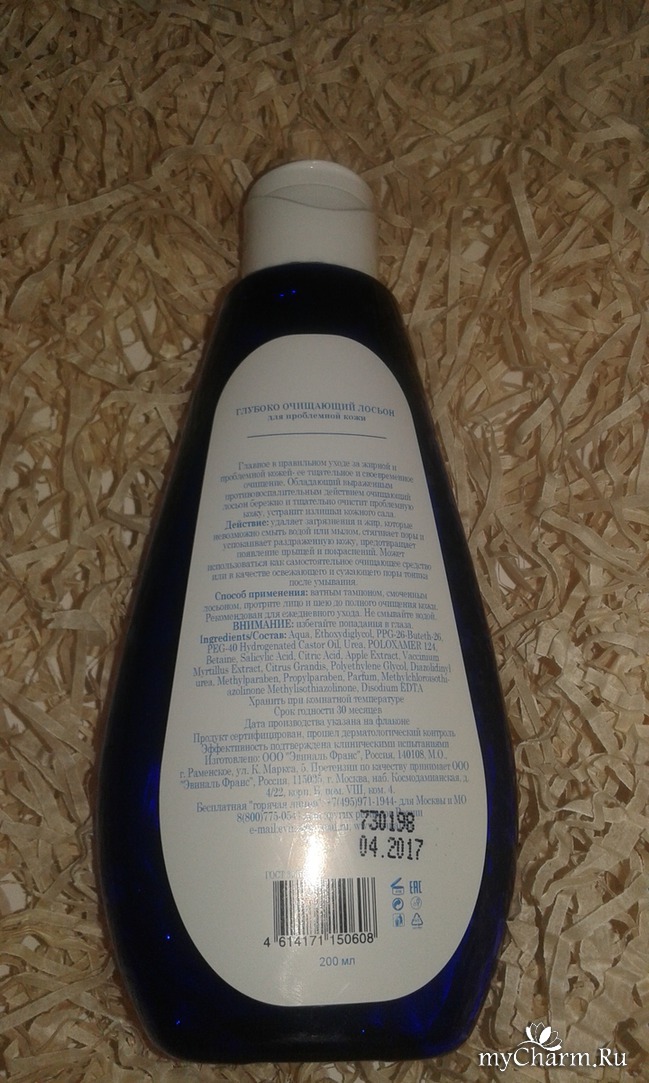 ГЛУБОКО ОЧИЩАЮЩИЙ ЛОСЬОН
для проблемной кожи
Главное в правильном уходе за жирной и
проблемной кожей- ее тщательное и своевременное
очищение. Обладающий выраженным
противовоспалительным действием очищающий
лосьон бережно и тщательно очистит проблемную
кожу, устранит излишки кожного сала.
Действие: удаляет загрязнения и жир, которые
невозможно смыть водой или мылом, стягивает поры и
успокаивает раздраженную кожу, предотвращает
появление прыщей и покраснений. Может
использоваться как самостоятельное очищающее средство
или в качестве освежающего и сужающего поры тоника
после умывания.
Способ применения: ватным тампоном, смоченным
лосьоном, протрите лицо и шею до полного очищения кожи.
Рекомендован для ежедневного ухода. Не смывайте водой.
ВНИМАНИЕ: избегайте попадания в глаза.
Ingredients/Состав: Aqua, Ethoxydiglycol, PPG-26-Buteth-26,
PEG-40 Hydrogenated Castor Oil, Urea, POLOXAMER 124,
Betaine, Salicylic Acid, Citric Acid, Apple Extract, Vaccinium
Myrtillus Extract, Citrus Grandis, Polyethylene Glycol, Diazolidinyl
urea, Methylparaben, Propylparaben, Parfum, Methylchloroisothi-
azolinone Methylisothiazolinone, Disodium EDTA
Хранить при комнатной температуре
Срок годности 30 месяцев
Дата производства указана на флаконе
Продукт сертифицирован, прошел дерматологический контроль
Эффективность подтверждена клиническими испытаниями
Изготовлено: ООО "Эвиналь Франс", Россия, 140108, М.О.,
г. Раменское, ул. К. Маркса, 5. Претензии по качеству принимает ООО
"Эвиналь Франс", Россия, 115035, г. Москва, наб. Космодамианская, д.
4/22, корп. Б, пом. VIII, ком. 4.
Бесплатная "горячая линия": +7(495)971-1944- для Москвы и МО
e-mail:
730198
04.2017
ГОСТ
EAC
4 614171 150608
200 мл
myCharm.Ru